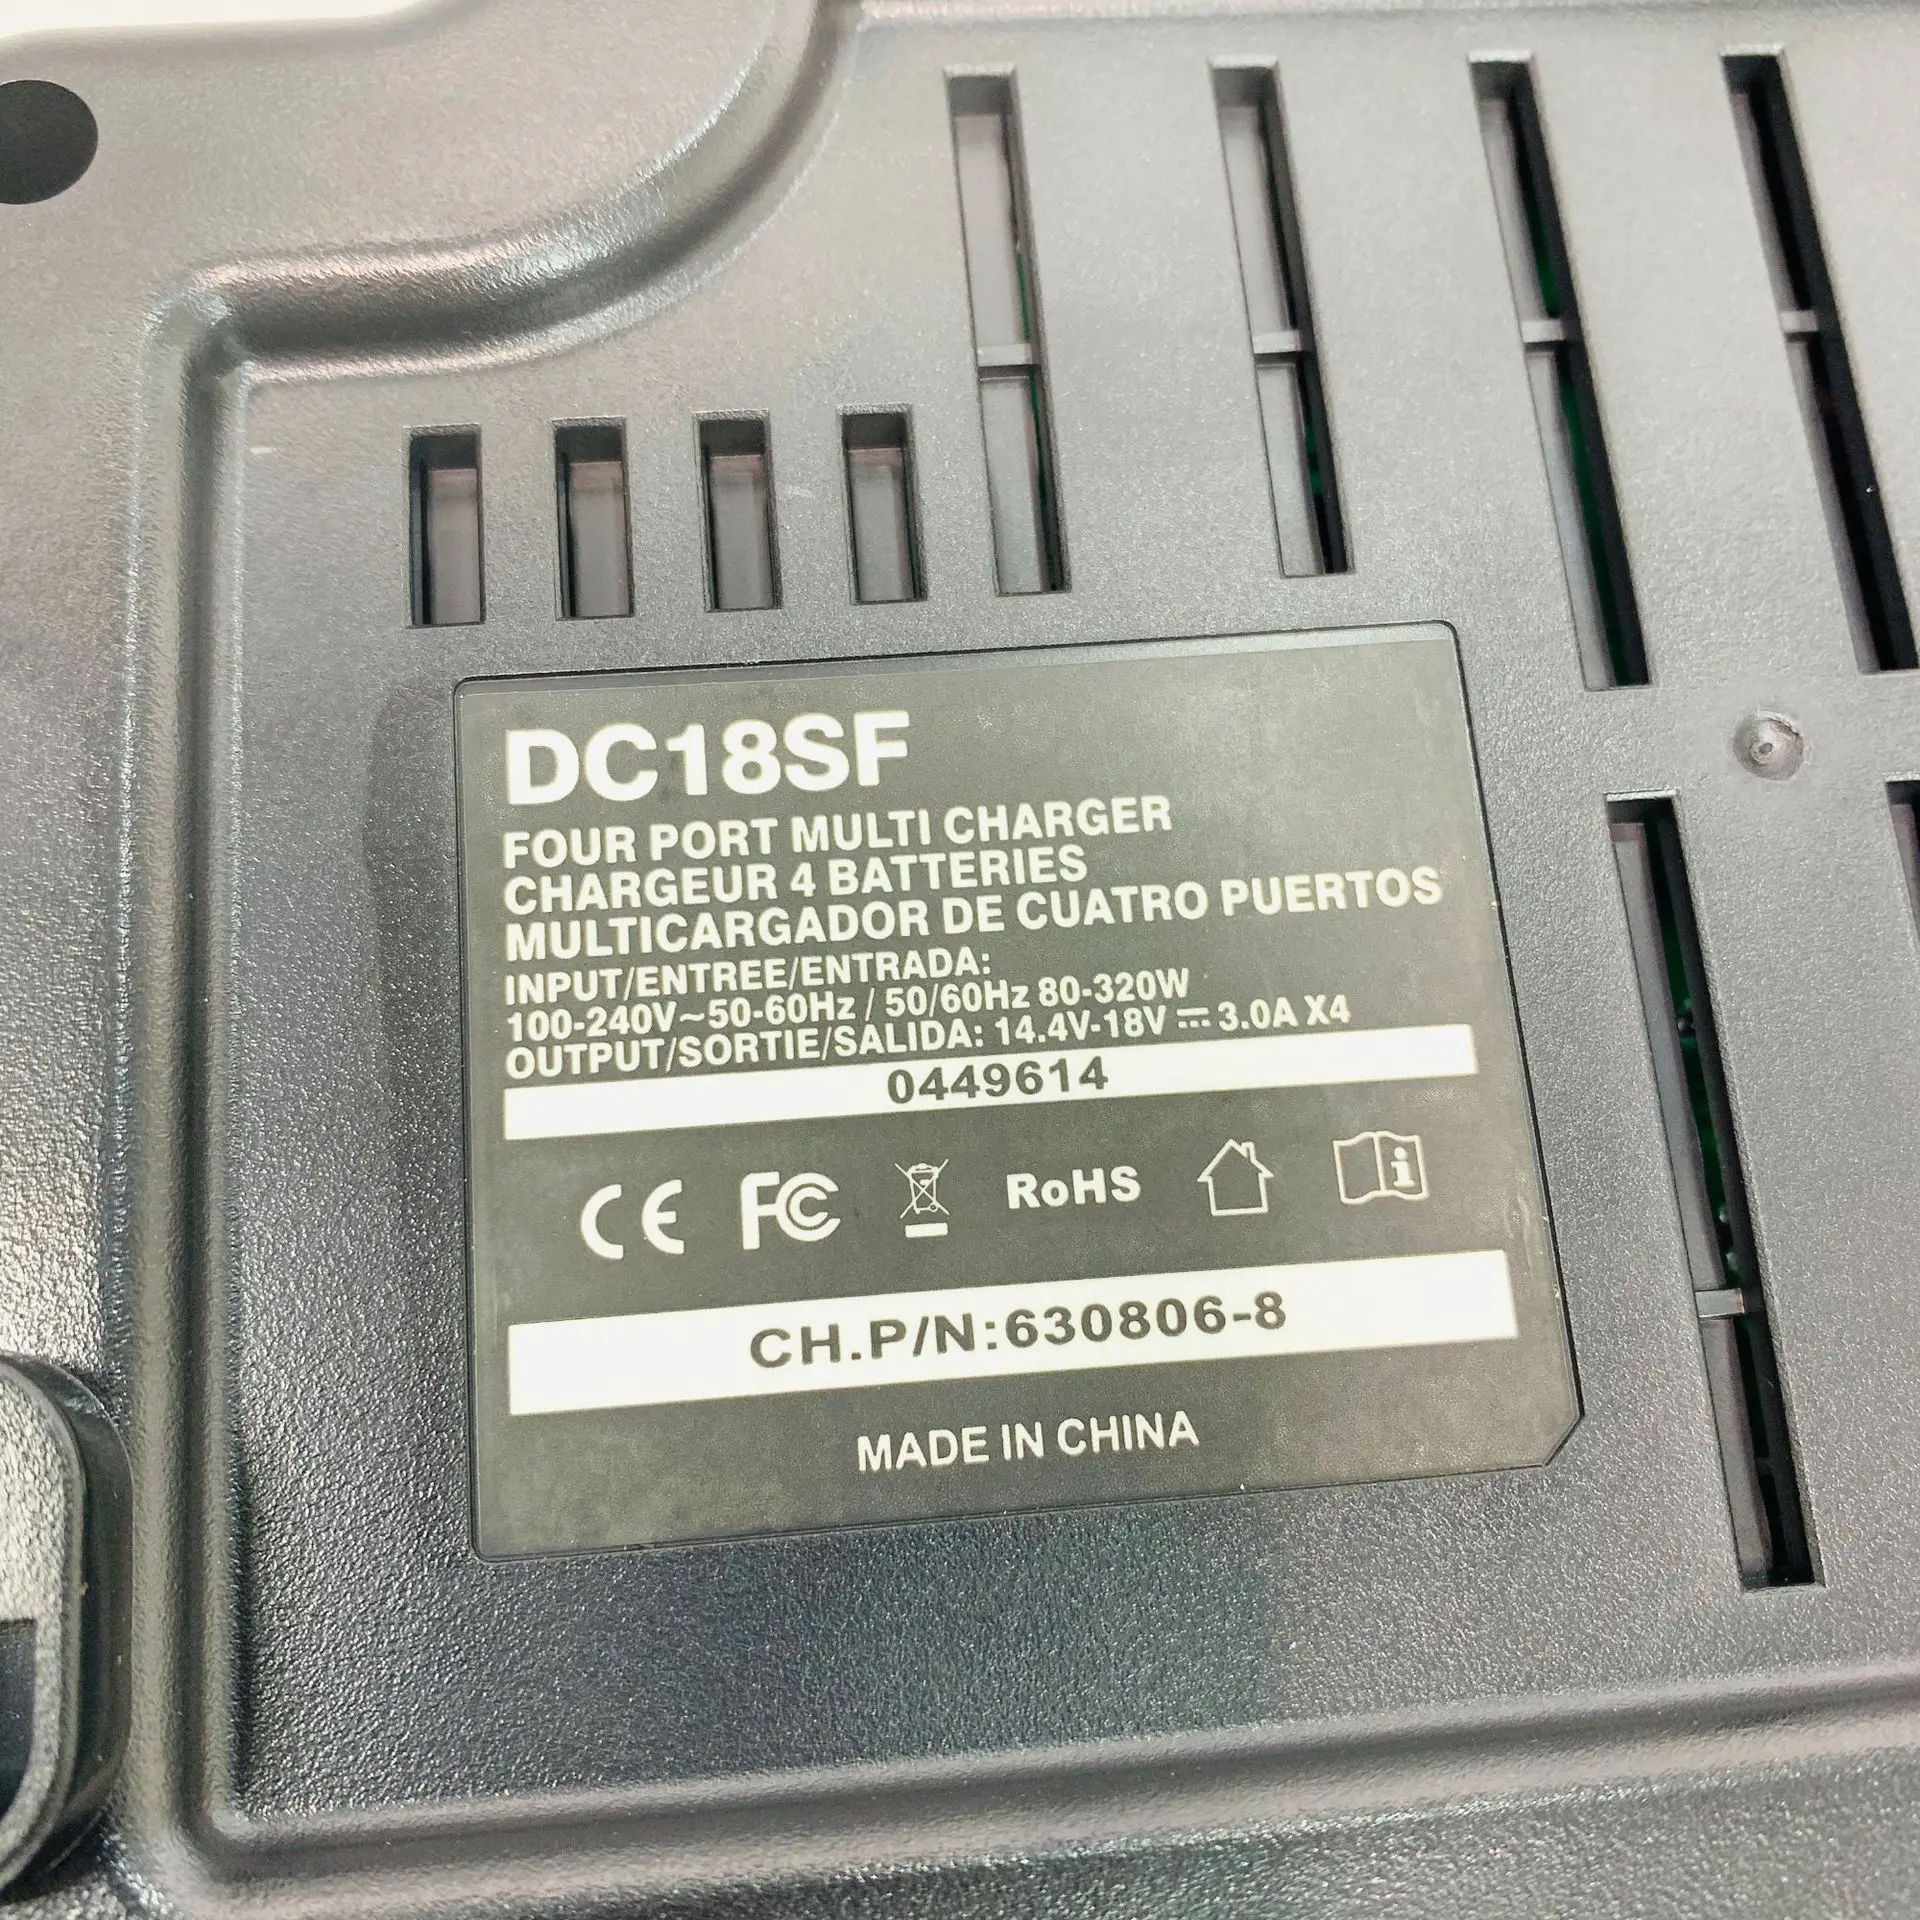 DC18SF
FOUR PORT MULTI CHARGER
CHARGEUR 4 BATTERIES
MULTICARGADOR DE CUATRO PUERTOS
INPUT/ENTREE/ENTRADA:
100-240V~50-60Hz / 50/60Hz 80-320W
OUTPUT/SORTIE/SALIDA: 14.4V-18V ⎓ 3.0A X4
0449614
CE FC RoHS i
CH.P/N:630806-8
MADE IN CHINA